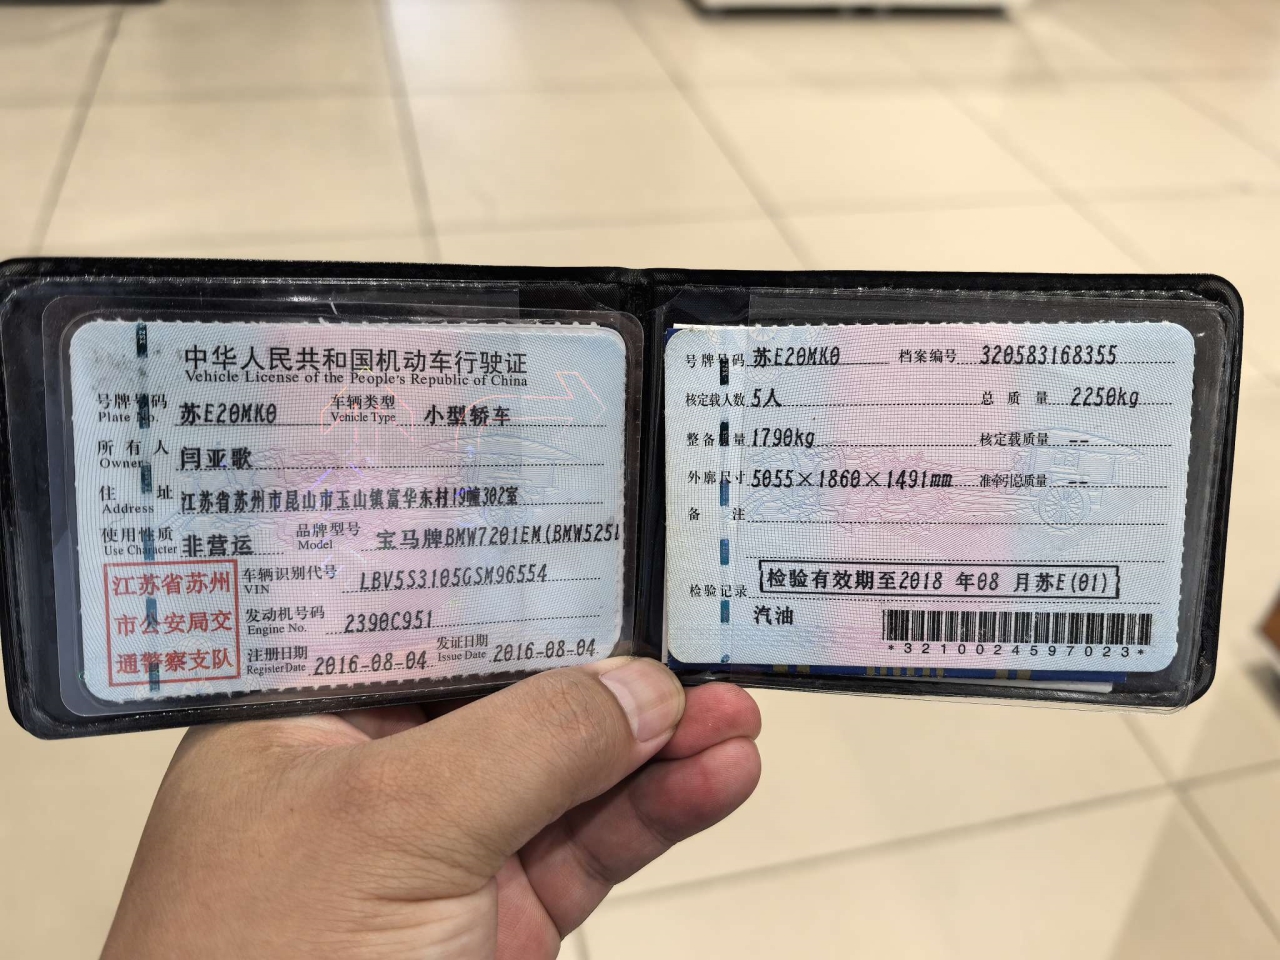 中华人民共和国机动车行驶证
Vehicle License of the People's Republic of China
号牌号码 苏E20MK0 车辆类型 小型轿车
Plate No. Vehicle Type
所有人 闫亚歌
Owner
住址 江苏省苏州市昆山市玉山镇富华东村19幢302室
Address
使用性质 非营运 品牌型号 宝马牌BMW7201EM(BMW525l
Use Character Model
江苏省苏州
市公安局交
通警察支队
车辆识别代号 LBV5S3105GSM96554
VIN
发动机号码 2390C951
Engine No.
注册日期 2016-08-04 发证日期 2016-08-04
Register Date Issue Date
号牌号码 苏E20MK0 档案编号 320583168355
核定载人数 5人 总质量 2250kg
整备质量 1790kg 核定载质量 --
外廓尺寸 5055×1860×1491mm 准牵引总质量 --
备注
检验记录 检验有效期至2018 年08 月苏E(01)
汽油
*3210024597023*